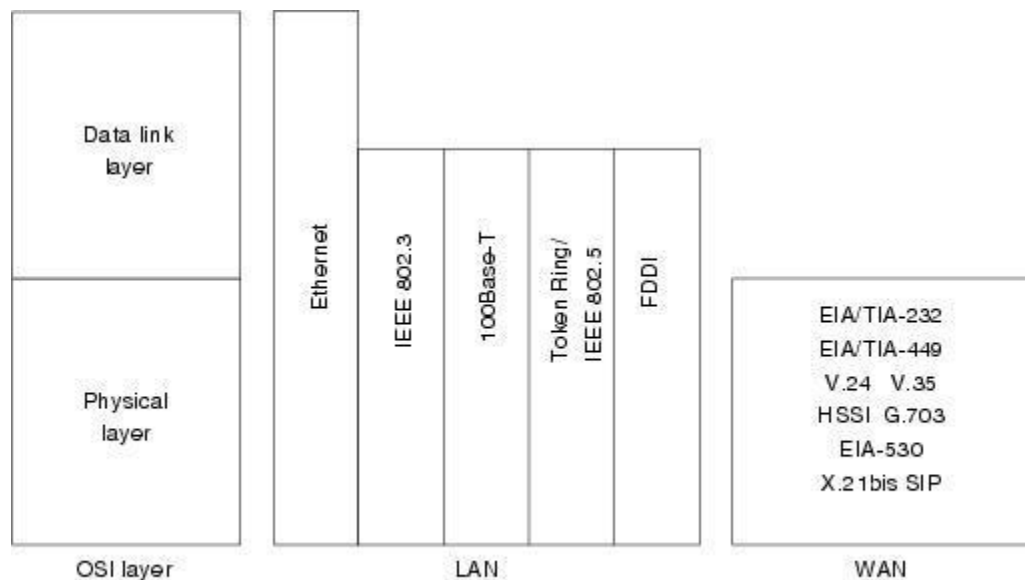 Data link
layer
Physical
layer
OSI layer
Ethernet
IEEE 802.3
100Base-T
Token Ring/
IEEE 802.5
FDDI
LAN
EIA/TIA-232
EIA/TIA-449
V.24 V.35
HSSI G.703
EIA-530
X.21bis SIP
WAN